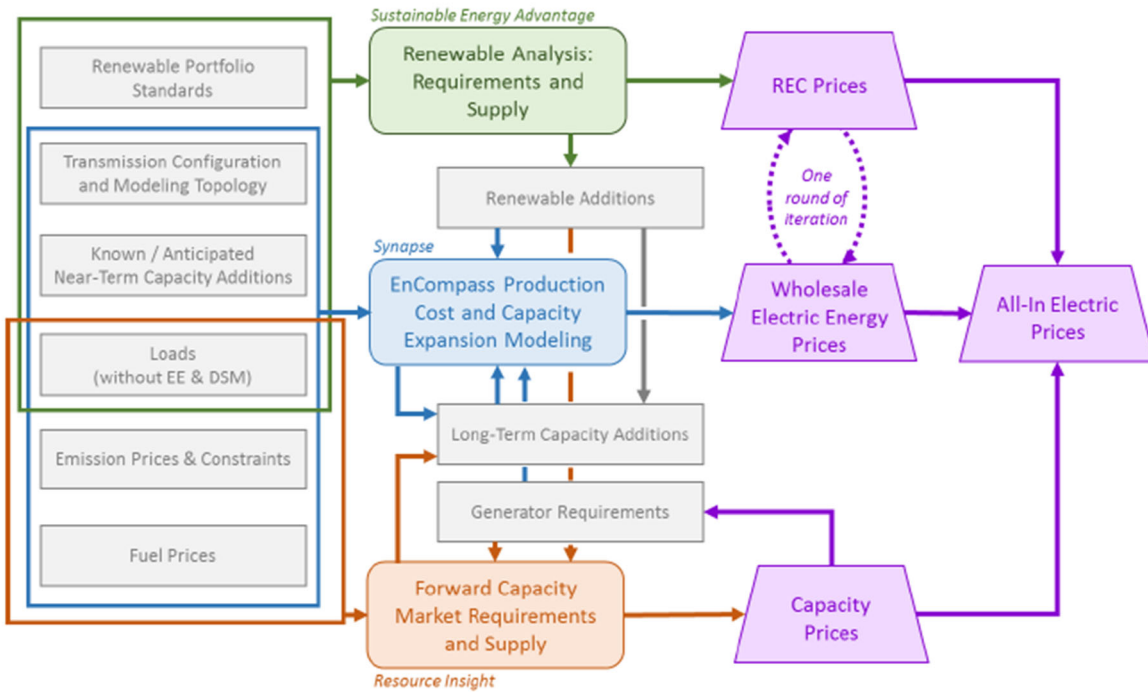 Sustainable Energy Advantage
Renewable Portfolio
Standards
Renewable Analysis:
Requirements and
Supply
REC Prices
Transmission Configuration
and Modeling Topology
Renewable Additions
One
round of
iteration
Known / Anticipated
Near-Term Capacity Additions
Synapse
EnCompass Production
Cost and Capacity
Expansion Modeling
Wholesale
Electric Energy
Prices
All-In Electric
Prices
Loads
(without EE & DSM)
Long-Term Capacity Additions
Emission Prices & Constraints
Generator Requirements
Fuel Prices
Forward Capacity
Market Requirements
and Supply
Capacity
Prices
Resource Insight